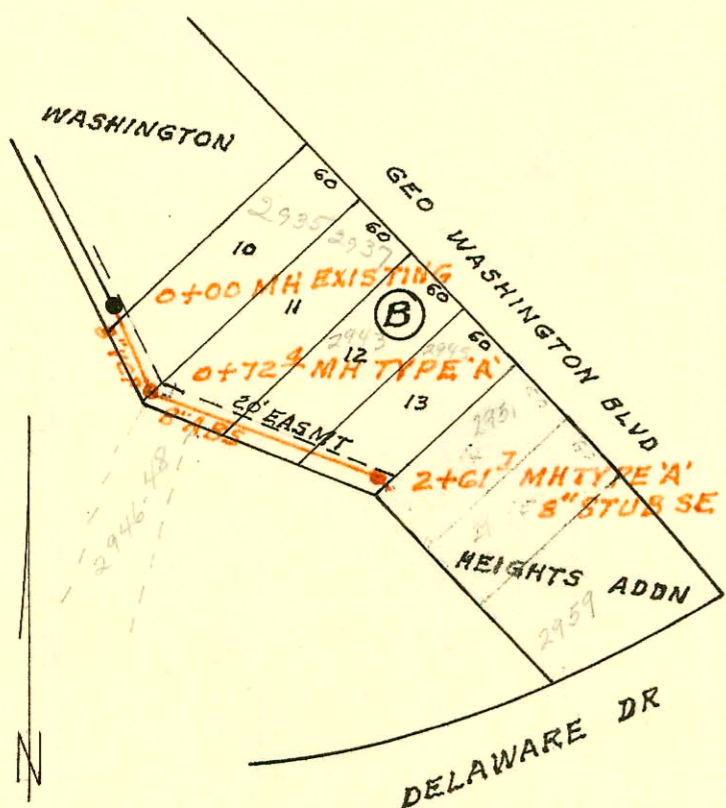 WASHINGTON
GEO WASHINGTON BLVD
60
60
60
60
2935
2937
10
11
12
13
B
0+00 MH EXISTING
2943
0+72⁴ MH TYPE 'A'
8" ABS
20' EASMT
2946-48
2+61⁷ MH TYPE 'A'
8" STUB SE
HEIGHTS ADDN
2959
DELAWARE DR
N